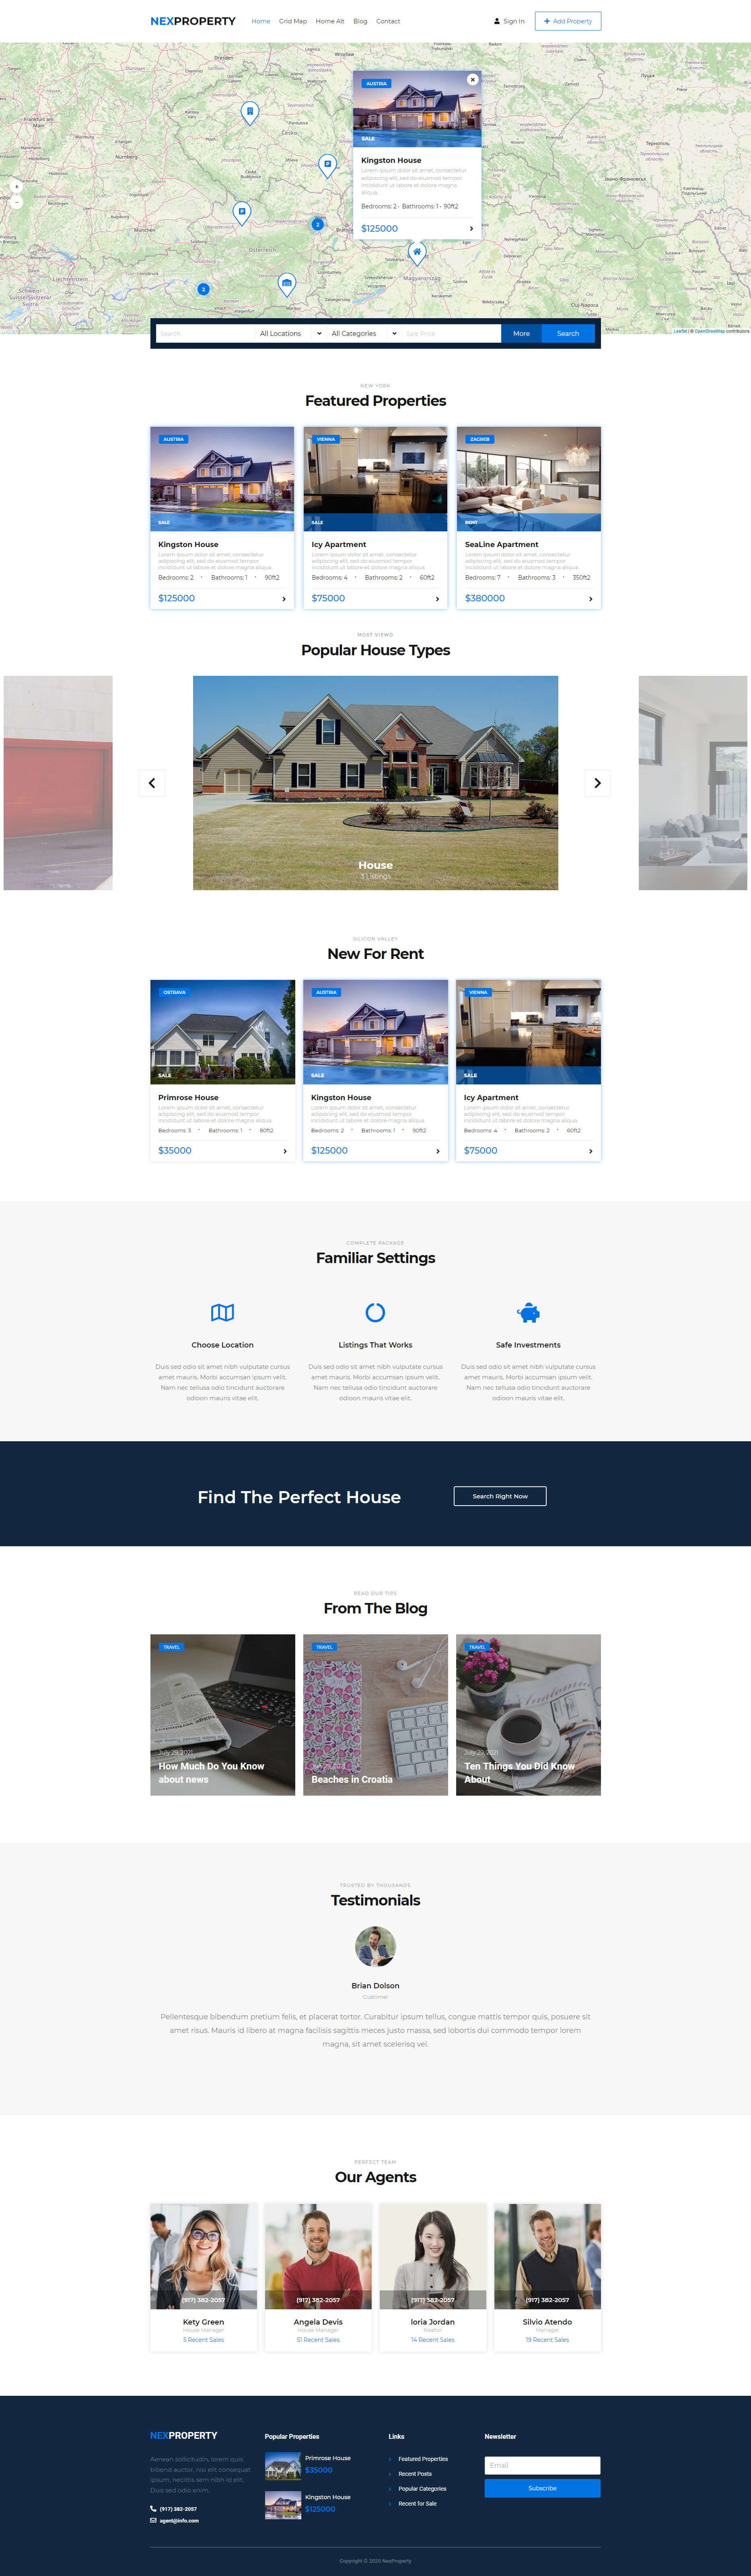 NEXPROPERTY
Home Grid Map Home Alt Blog Contact
Sign In
Add Property
Dresden
Wrocław
Frankfurt am
Main
Nürnberg
Česko
České
Budějovice
München
Österreich
Liechtenstein
Magyarország
Cluj-Napoca
Тернопіль
Івано-Франківськ
+
−
2
2
AUSTRIA
SALE
Kingston House
Lorem ipsum dolor sit amet, consectetur
adipiscing elit, sed do eiusmod tempor
incididunt ut labore et dolore magna
aliqua.
Bedrooms: 2 • Bathrooms: 1 • 90ft2
$125000
Leaflet | © OpenStreetMap contributors
Search
All Locations
All Categories
Sale Price
More
Search
NEW YORK
Featured Properties
AUSTRIA
SALE
Kingston House
Lorem ipsum dolor sit amet, consectetur
adipiscing elit, sed do eiusmod tempor
incididunt ut labore et dolore magna aliqua.
Bedrooms: 2 • Bathrooms: 1 • 90ft2
$125000
VIENNA
SALE
Icy Apartment
Lorem ipsum dolor sit amet, consectetur
adipiscing elit, sed do eiusmod tempor
incididunt ut labore et dolore magna aliqua.
Bedrooms: 4 • Bathrooms: 2 • 60ft2
$75000
ZAGREB
RENT
SeaLine Apartment
Lorem ipsum dolor sit amet, consectetur
adipiscing elit, sed do eiusmod tempor
incididunt ut labore et dolore magna aliqua.
Bedrooms: 7 • Bathrooms: 3 • 350ft2
$380000
MOST VIEWD
Popular House Types
House
3 Listings
SILICON VALLEY
New For Rent
OSTRAVA
SALE
Primrose House
Lorem ipsum dolor sit amet, consectetur
adipiscing elit, sed do eiusmod tempor
incididunt ut labore et dolore magna aliqua.
Bedrooms: 3 • Bathrooms: 1 • 80ft2
$35000
AUSTRIA
SALE
Kingston House
Lorem ipsum dolor sit amet, consectetur
adipiscing elit, sed do eiusmod tempor
incididunt ut labore et dolore magna aliqua.
Bedrooms: 2 • Bathrooms: 1 • 90ft2
$125000
VIENNA
SALE
Icy Apartment
Lorem ipsum dolor sit amet, consectetur
adipiscing elit, sed do eiusmod tempor
incididunt ut labore et dolore magna aliqua.
Bedrooms: 4 • Bathrooms: 2 • 60ft2
$75000
COMPLETE PACKAGE
Familiar Settings
Choose Location
Duis sed odio sit amet nibh vulputate cursus
amet mauris. Morbi accumsan ipsum velit.
Nam nec tellusa odio tincidunt auctorare
odioon mauris vitae elit.
Listings That Works
Duis sed odio sit amet nibh vulputate cursus
amet mauris. Morbi accumsan ipsum velit.
Nam nec tellusa odio tincidunt auctorare
odioon mauris vitae elit.
Safe Investments
Duis sed odio sit amet nibh vulputate cursus
amet mauris. Morbi accumsan ipsum velit.
Nam nec tellusa odio tincidunt auctorare
odioon mauris vitae elit.
Find The Perfect House
Search Right Now
READ OUR TIPS
From The Blog
TRAVEL
July 29, 2021
How Much Do You Know
about news
TRAVEL
Beaches in Croatia
TRAVEL
July 29, 2021
Ten Things You Did Know
About
TRUSTED BY THOUSANDS
Testimonials
Brian Dolson
Customer
Pellentesque bibendum pretium felis, et placerat tortor. Curabitur ipsum tellus, congue mattis tempor quis, posuere sit
amet risus. Mauris id libero at magna facilisis sagittis meces justo massa, sed lobortis dui commodo tempor lorem
magna, sit amet scelerisq vel.
PERFECT TEAM
Our Agents
(917) 382-2057
Kety Green
House Manager
5 Recent Sales
(917) 382-2057
Angela Devis
House Manager
51 Recent Sales
(917) 382-2057
loria Jordan
Realtor
14 Recent Sales
(917) 382-2057
Silvio Atendo
Manager
19 Recent Sales
NEXPROPERTY
Aenean sollicitudin, lorem quis
bibend auctor, nisi elit consequat
ipsum, necittis sem nibh id elit.
Duis sed odio enim.
(917) 382-2057
agent@info.com
Popular Properties
Primrose House
$35000
Kingston House
$125000
Links
Featured Properties
Recent Posts
Popular Categories
Recent for Sale
Newsletter
Email
Subscribe
Copyright © 2020 NexProperty